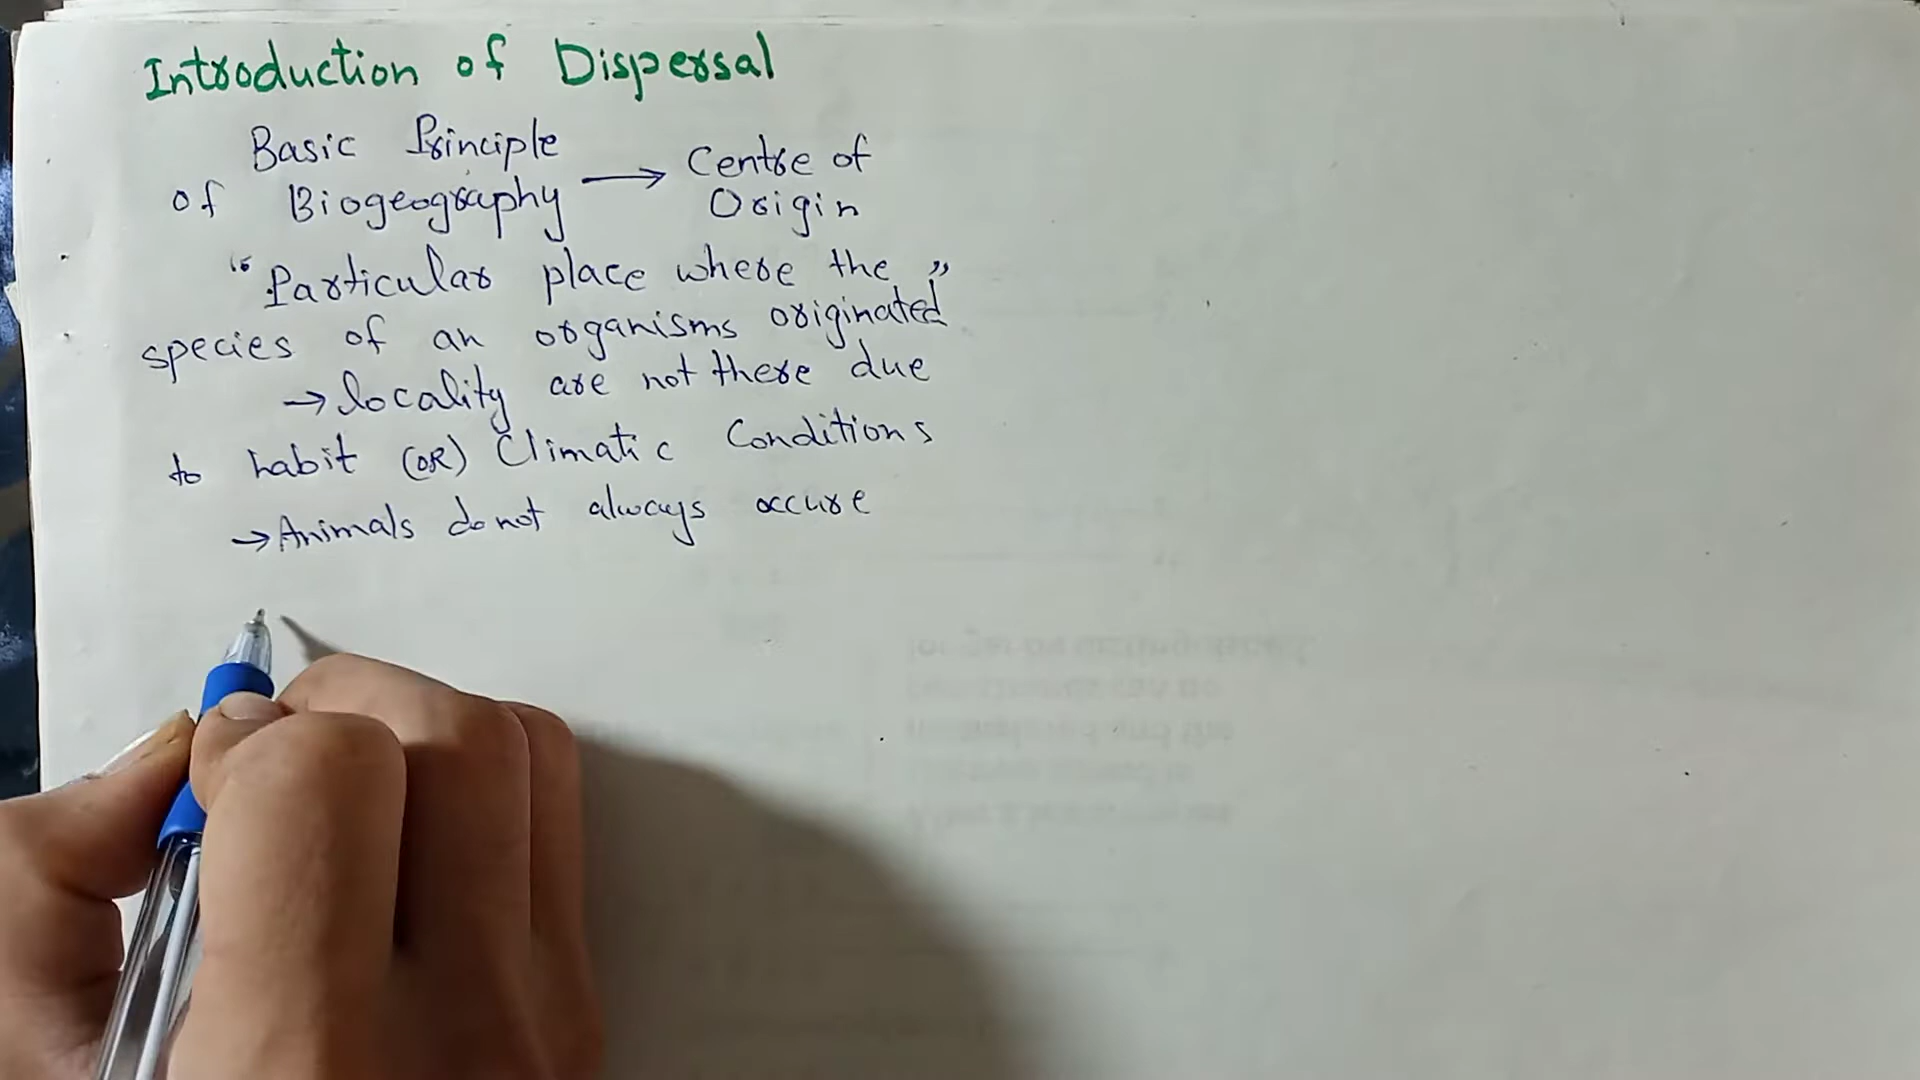 Introduction of Dispersal
Basic Principle
of Biogeography → Centre of
Origin
"Particular place where the"
species of an organisms originated
→ locality are not there due
to habit (OR) Climatic Conditions
→ Animals do not always occure